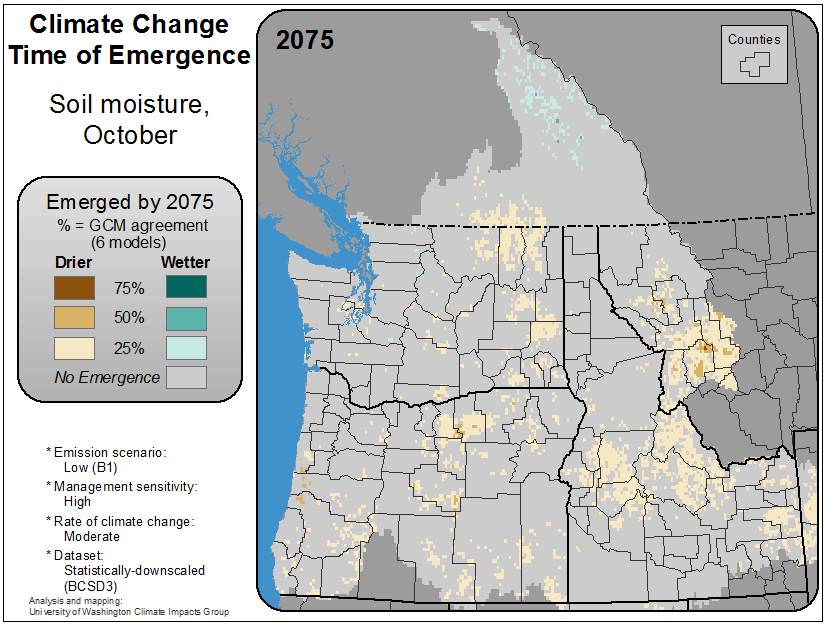 Climate Change
Time of Emergence
Soil moisture,
October
Emerged by 2075
% = GCM agreement
(6 models)
Drier Wetter
75%
50%
25%
No Emergence
* Emission scenario:
Low (B1)
* Management sensitivity:
High
* Rate of climate change:
Moderate
* Dataset:
Statistically-downscaled
(BCSD3)
Analysis and mapping:
University of Washington Climate Impacts Group
2075
Counties